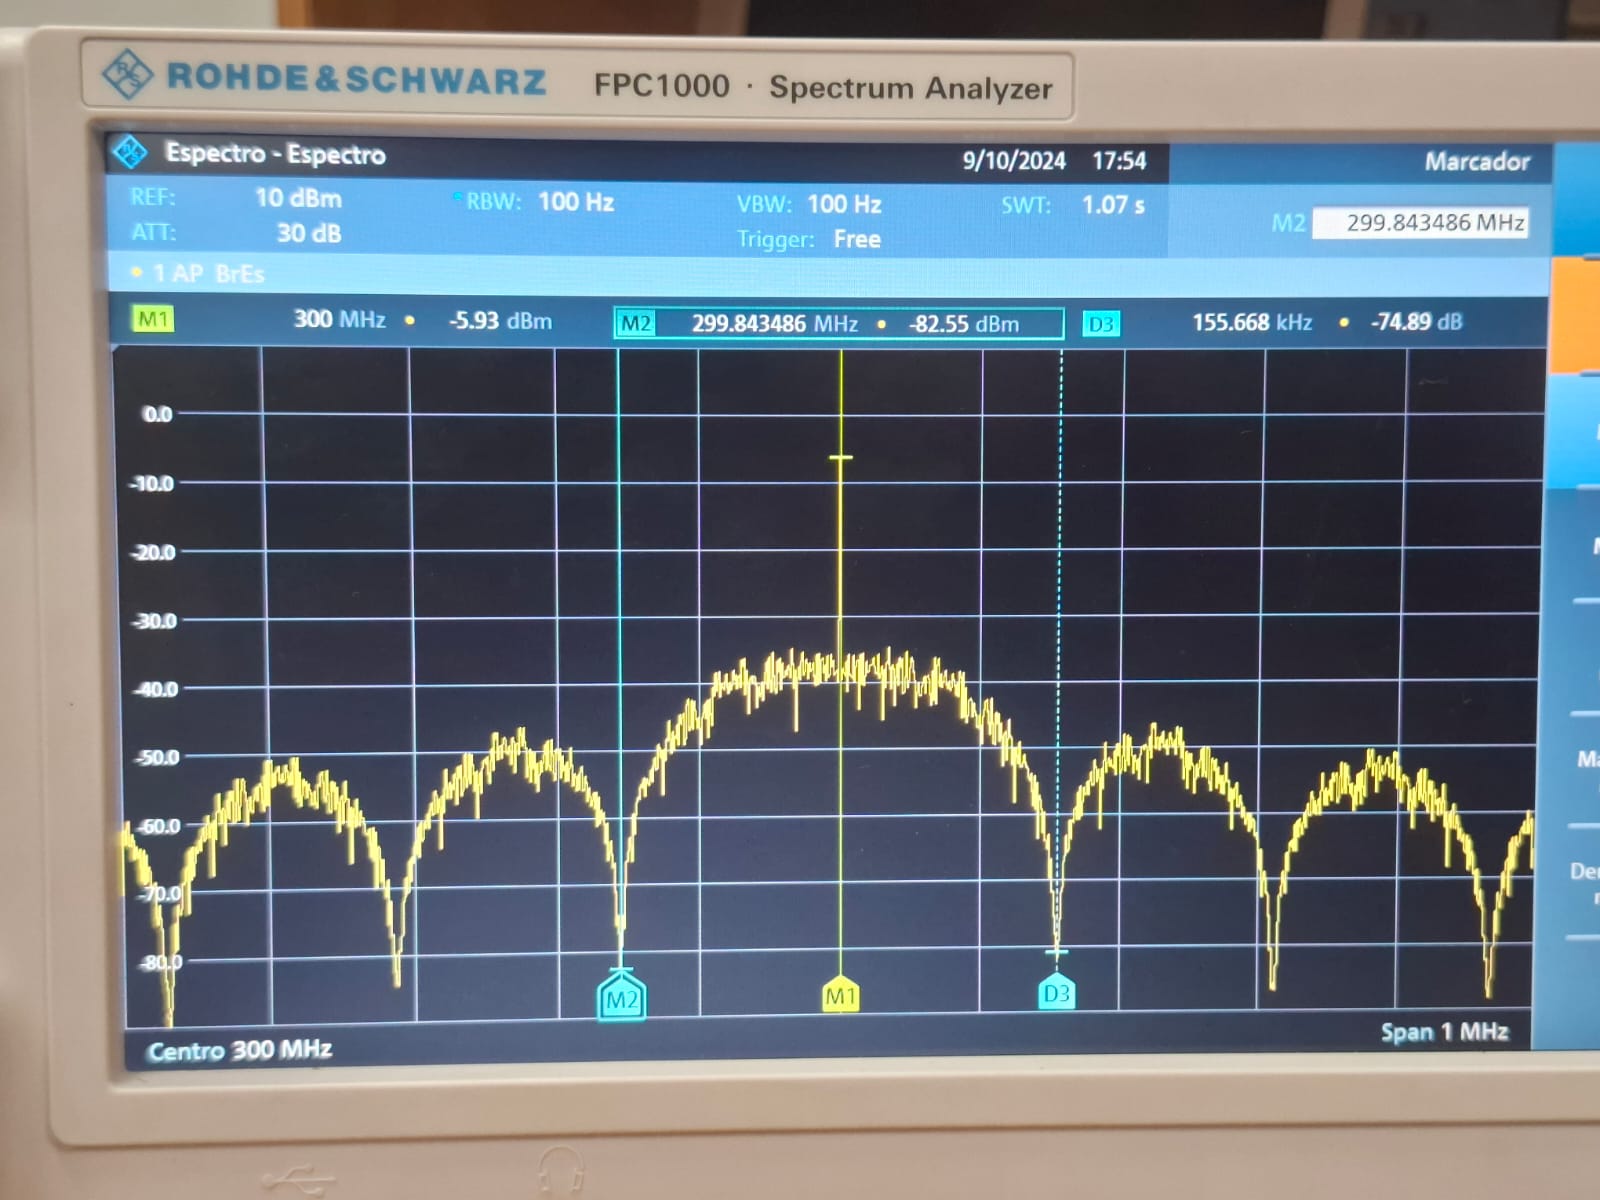 ROHDE&SCHWARZ FPC1000 · Spectrum Analyzer
Espectro - Espectro 9/10/2024 17:54 Marcador
REF: 10 dBm RBW: 100 Hz VBW: 100 Hz SWT: 1.07 s
M2 299.843486 MHz
ATT: 30 dB Trigger: Free
1 AP BrEs
M1 300 MHz • -5.93 dBm M2 299.843486 MHz • -82.55 dBm D3 155.668 kHz • -74.89 dB
0.0
-10.0
-20.0
-30.0
-40.0
-50.0
-60.0
-70.0
-80.0
M2 M1 D3
Centro 300 MHz Span 1 MHz